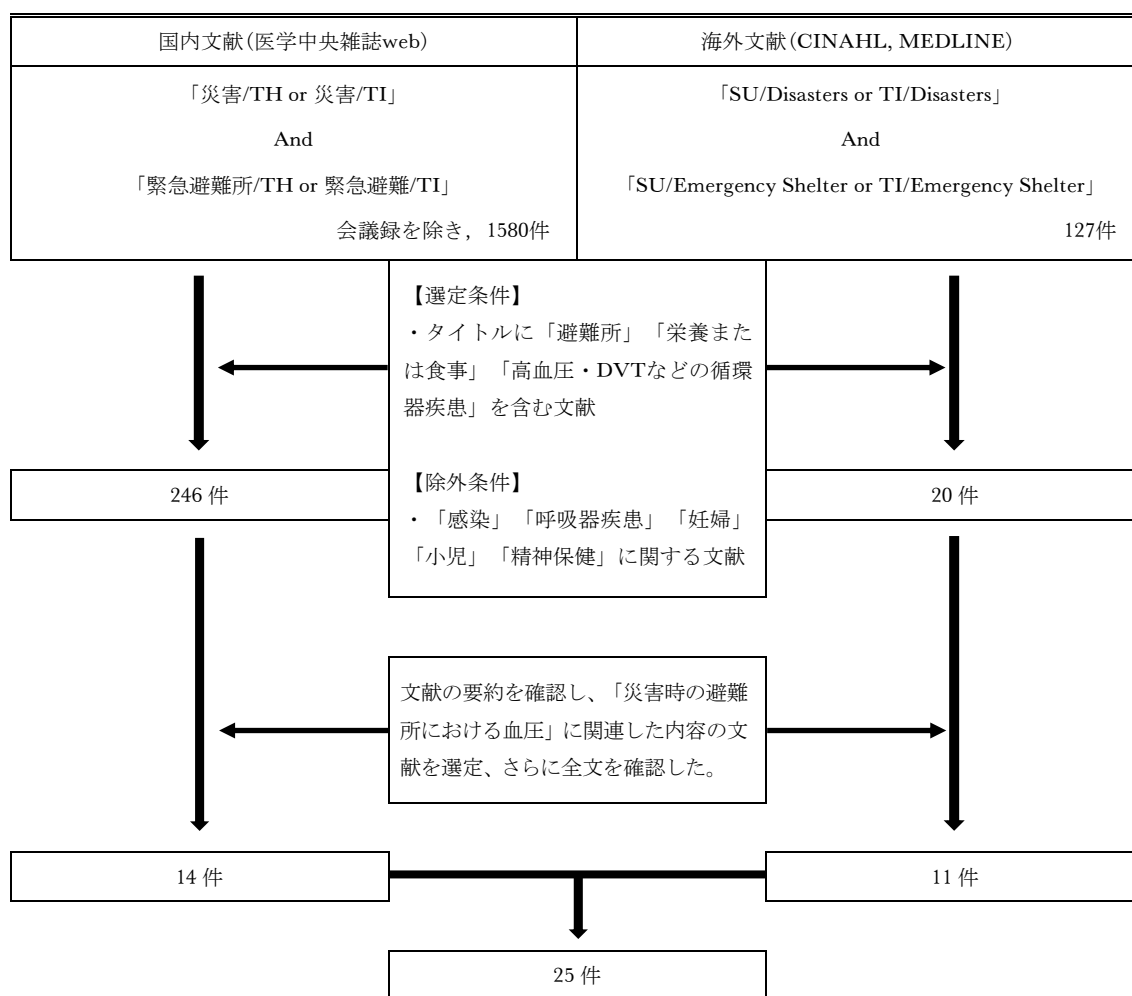 国内文献(医学中央雑誌web)
海外文献(CINAHL, MEDLINE)
「災害/TH or 災害/TI」
And
「緊急避難所/TH or 緊急避難/TI」
会議録を除き，1580件
「SU/Disasters or TI/Disasters」
And
「SU/Emergency Shelter or TI/Emergency Shelter」
127件
【選定条件】
・タイトルに「避難所」「栄養また
は食事」「高血圧・DVTなどの循環
器疾患」を含む文献
【除外条件】
・「感染」「呼吸器疾患」「妊婦」
「小児」「精神保健」に関する文献
246 件
20 件
文献の要約を確認し、「災害時の避難
所における血圧」に関連した内容の文
献を選定、さらに全文を確認した。
14 件
11 件
25 件